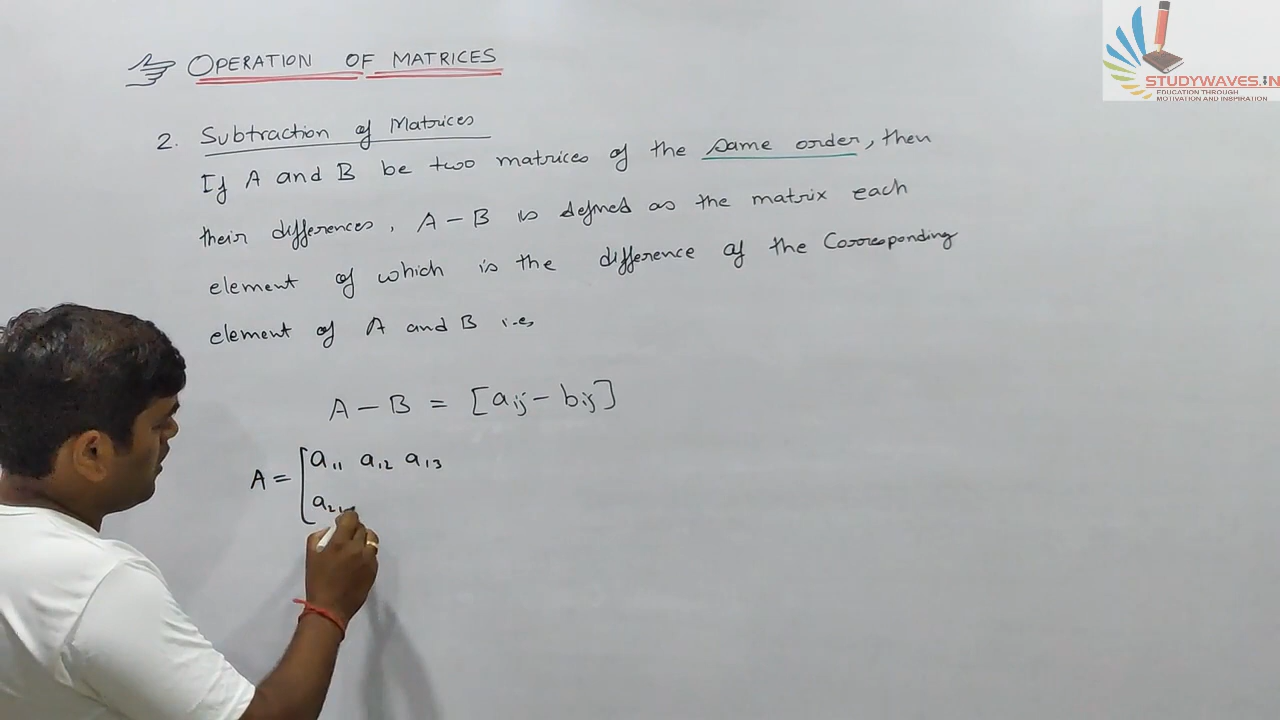 OPERATION OF MATRICES
2. Subtraction of Matrices
If A and B be two matrices of the same order, then
their differences, A - B is defined as the matrix each
element of which is the difference of the Corresponding
element of A and B i.e
A - B = [aij - bij]
A = [a11 a12 a13
a21
STUDYWAVES.IN
EDUCATION THROUGH
MOTIVATION AND INSPIRATION